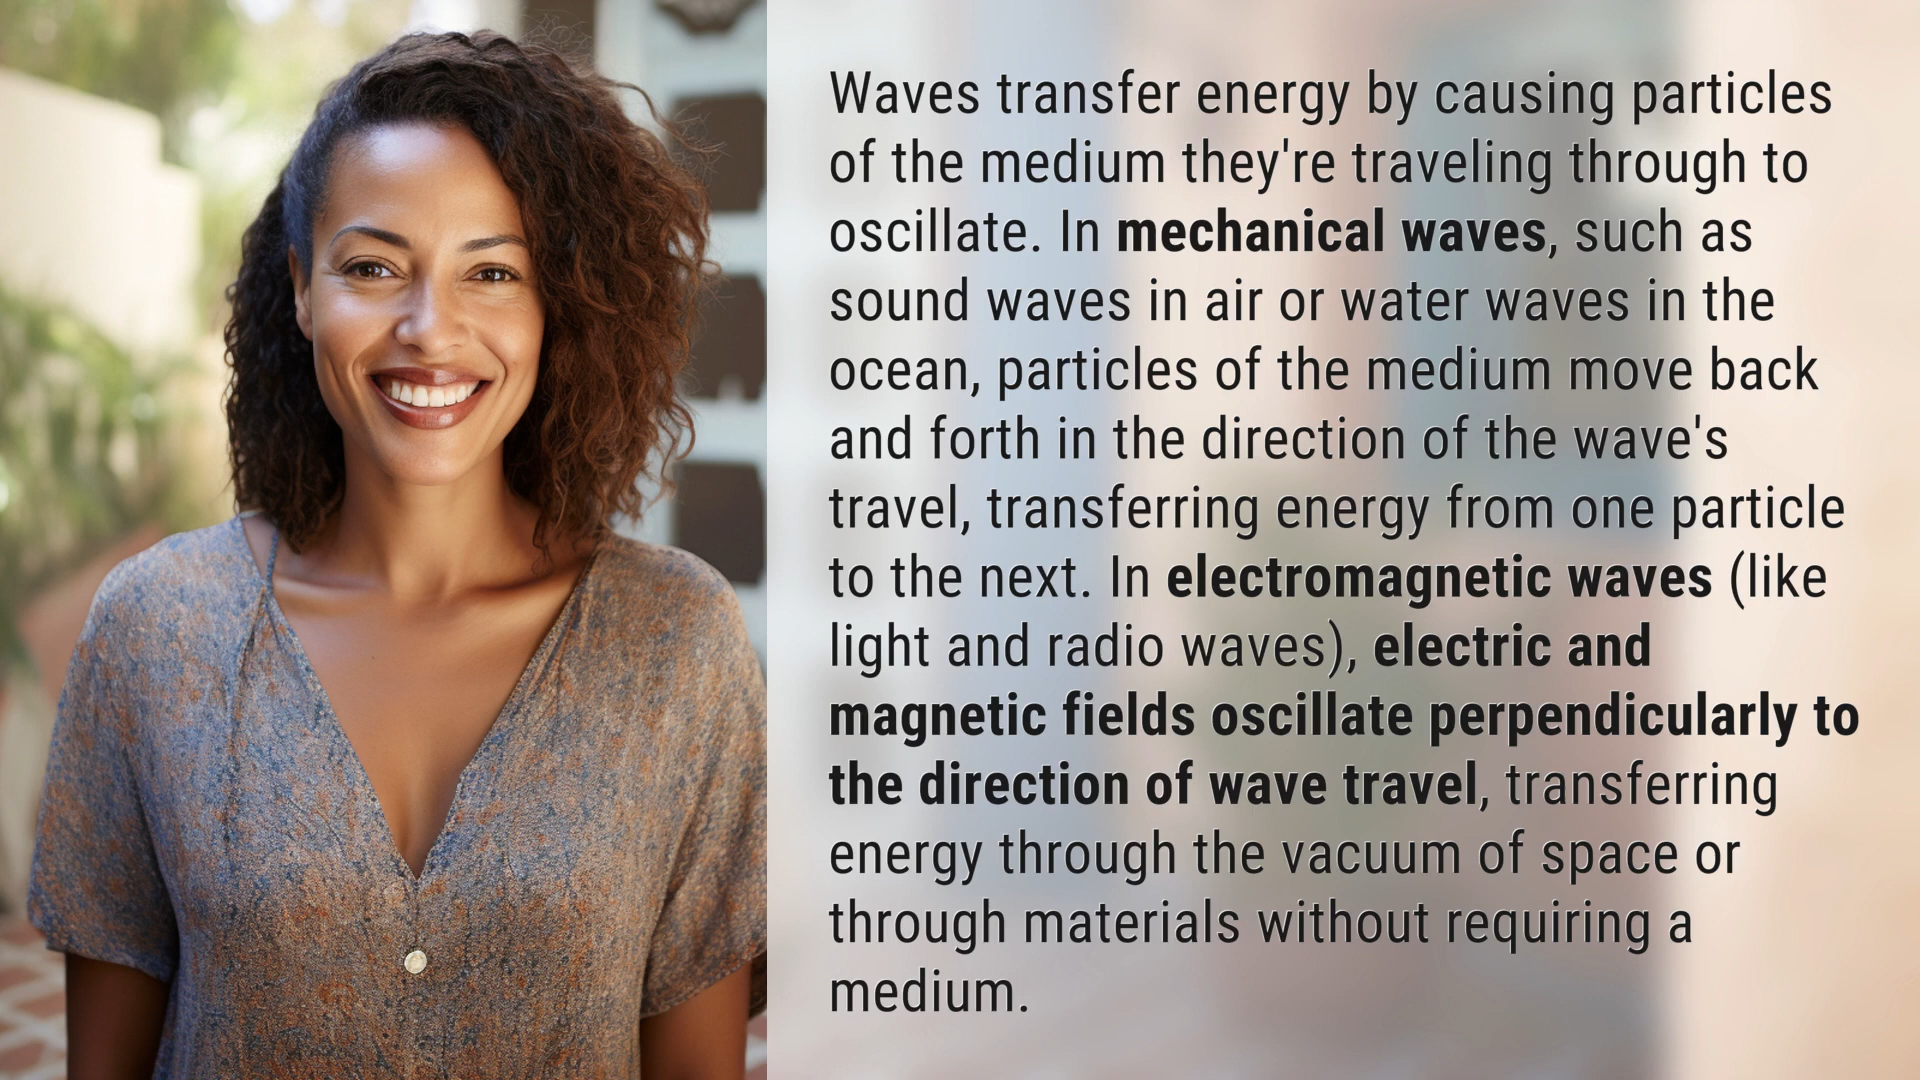 Waves transfer energy by causing particles
of the medium they're traveling through to
oscillate. In mechanical waves, such as
sound waves in air or water waves in the
ocean, particles of the medium move back
and forth in the direction of the wave's
travel, transferring energy from one particle
to the next. In electromagnetic waves (like
light and radio waves), electric and
magnetic fields oscillate perpendicularly to
the direction of wave travel, transferring
energy through the vacuum of space or
through materials without requiring a
medium.